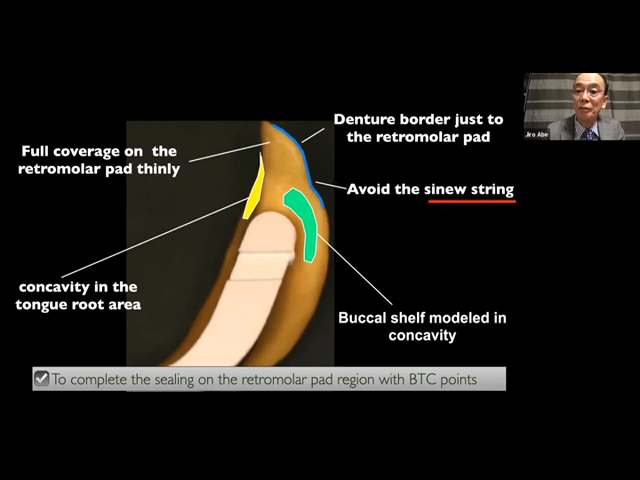 Denture border just to
the retromolar pad
Full coverage on the
retromolar pad thinly
Avoid the sinew string
concavity in the
tongue root area
Buccal shelf modeled in
concavity
To complete the sealing on the retromolar pad region with BTC points
Jiro Abe